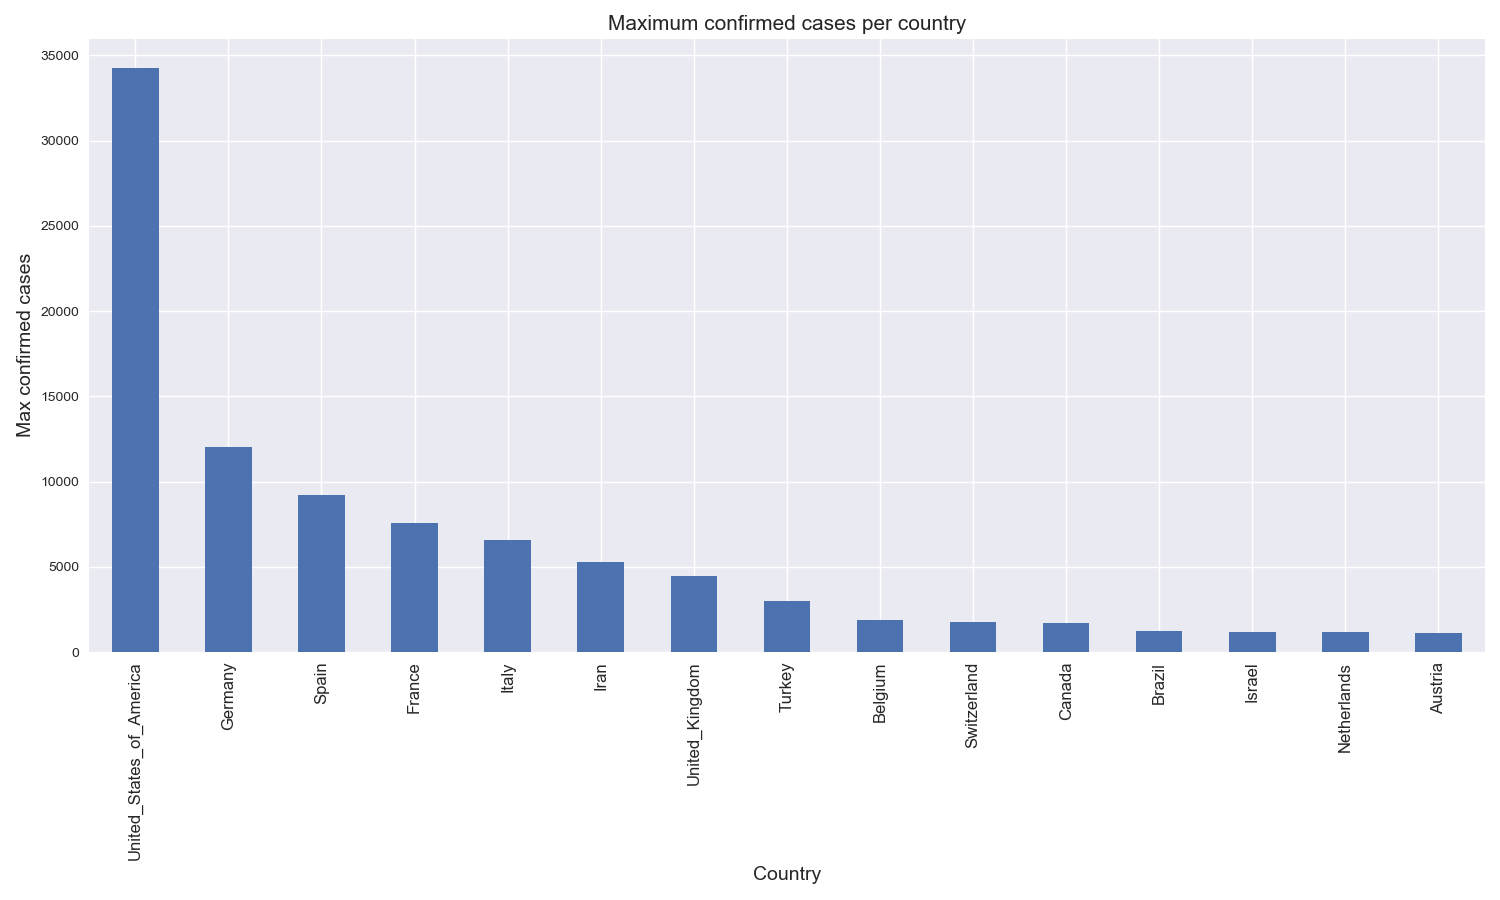 Maximum confirmed cases per country
Max confirmed cases
35000
30000
25000
20000
15000
10000
5000
0
United_States_of_America
Germany
Spain
France
Italy
Iran
United_Kingdom
Turkey
Belgium
Switzerland
Canada
Brazil
Israel
Netherlands
Austria
Country